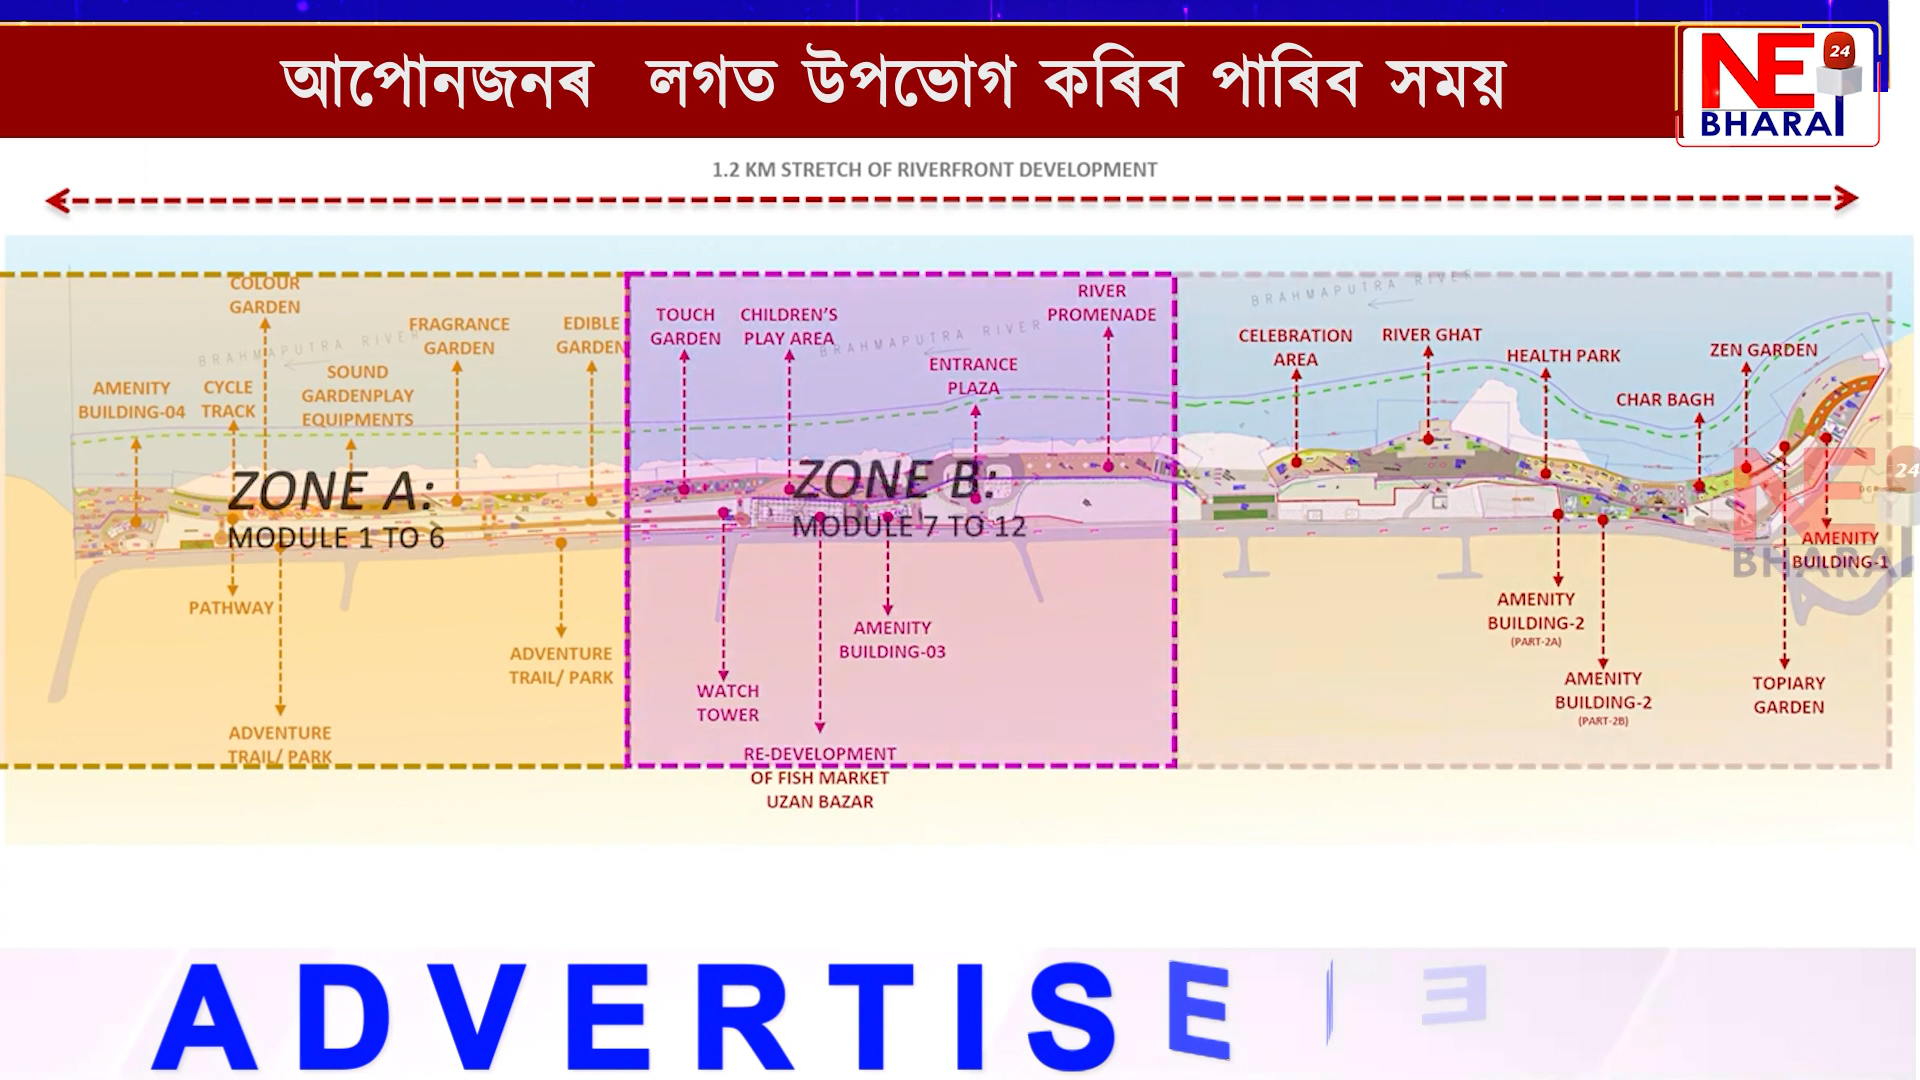 আপোনজনৰ লগত উপভোগ কৰিব পাৰিব সময়
NE
24
BHARAT
1.2 KM STRETCH OF RIVERFRONT DEVELOPMENT
COLOUR
GARDEN
FRAGRANCE
GARDEN
EDIBLE
GARDEN
BRAHMAPUTRA RIVER
SOUND
GARDENPLAY
EQUIPMENTS
AMENITY
BUILDING-04
CYCLE
TRACK
ZONE A:
MODULE 1 TO 6
PATHWAY
ADVENTURE
TRAIL/ PARK
ADVENTURE
TRAIL/ PARK
TOUCH
GARDEN
CHILDREN'S
PLAY AREA
BRAHMAPUTRA RIVER
ENTRANCE
PLAZA
RIVER
PROMENADE
ZONE B:
MODULE 7 TO 12
AMENITY
BUILDING-03
WATCH
TOWER
RE-DEVELOPMENT
OF FISH MARKET
UZAN BAZAR
BRAHMAPUTRA RIVER
CELEBRATION
AREA
RIVER GHAT
HEALTH PARK
CHAR BAGH
ZEN GARDEN
AMENITY
BUILDING-1
AMENITY
BUILDING-2
(PART-2A)
AMENITY
BUILDING-2
(PART-2B)
TOPIARY
GARDEN
NE
24
BHARAT
ADVERTISE